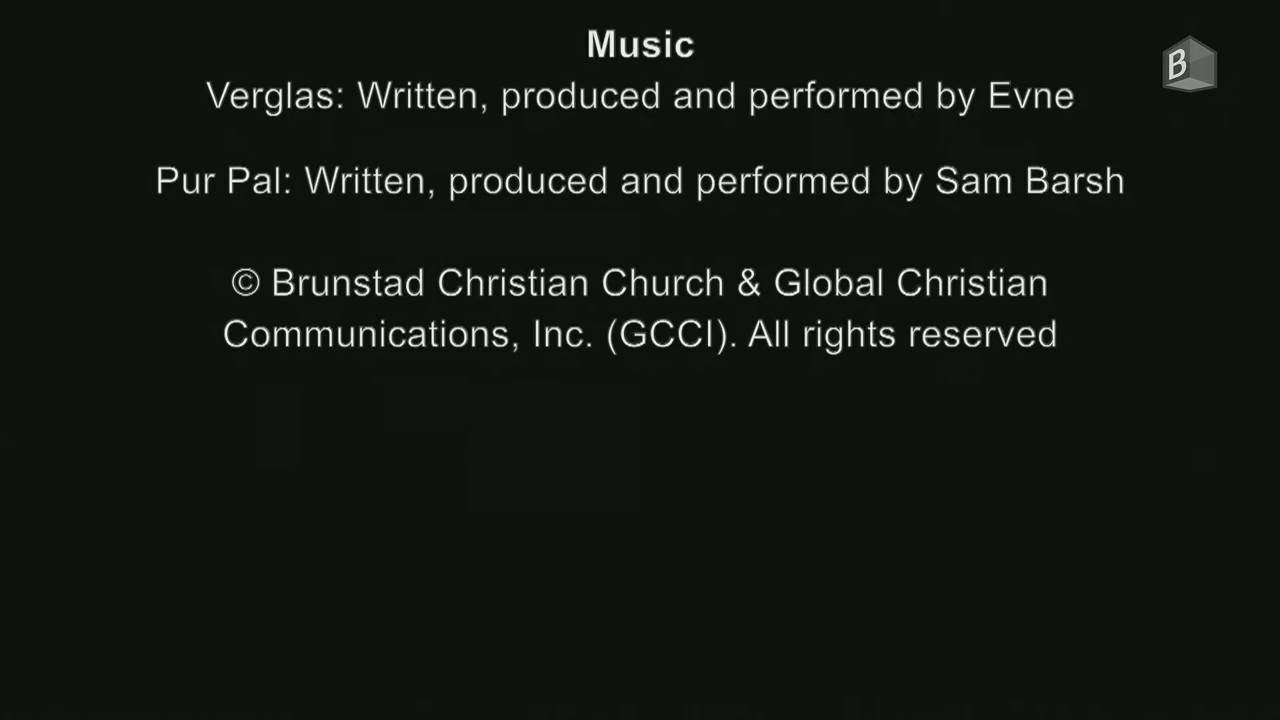 Music
B
Verglas: Written, produced and performed by Evne
Pur Pal: Written, produced and performed by Sam Barsh
© Brunstad Christian Church & Global Christian
Communications, Inc. (GCCI). All rights reserved